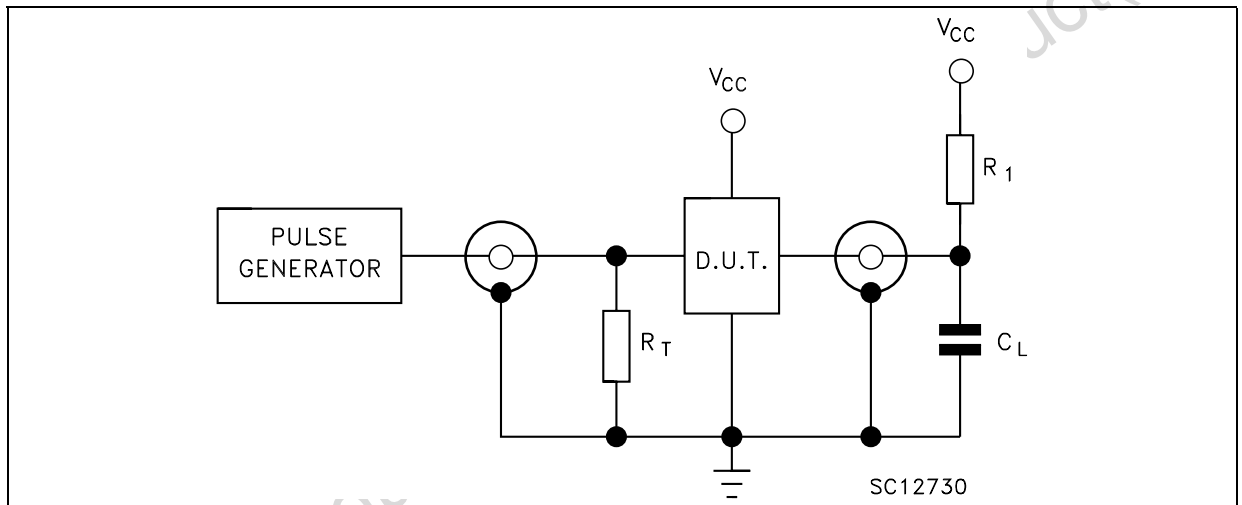 VCC
VCC
R1
PULSE
GENERATOR
D.U.T.
RT
CL
SC12730